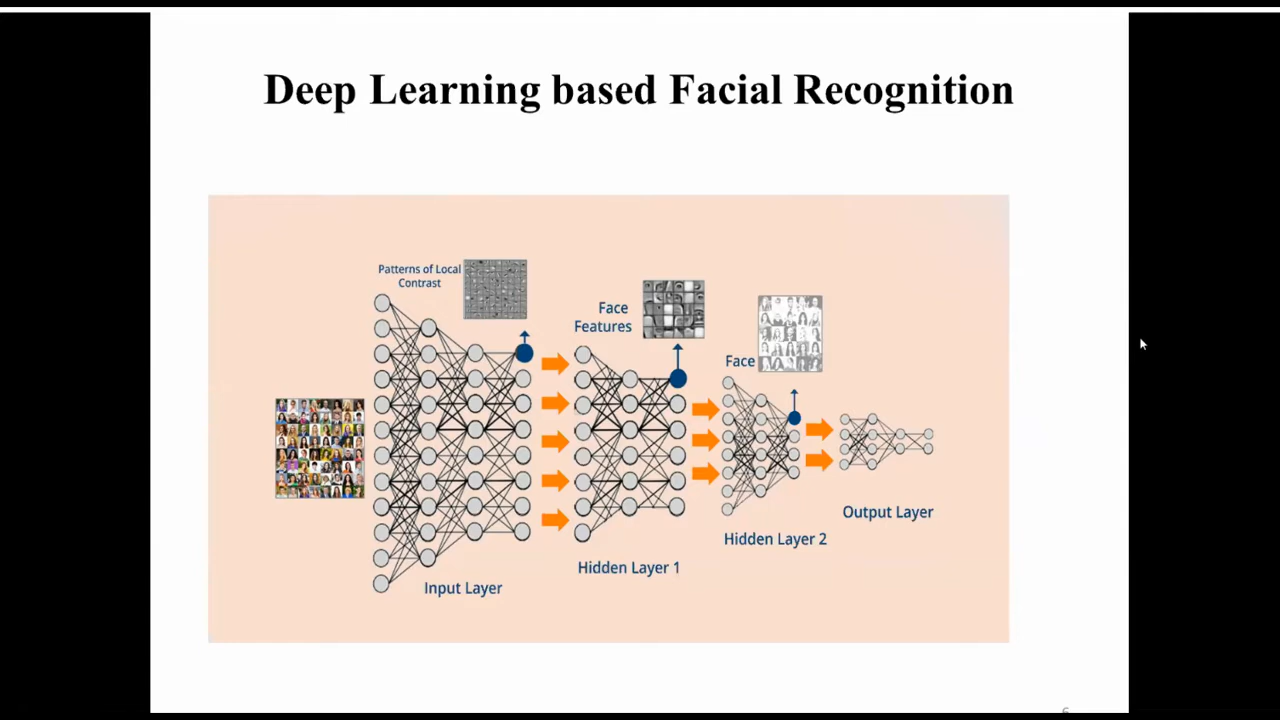 Deep Learning based Facial Recognition
Patterns of Local
Contrast
Face
Features
Face
Input Layer
Hidden Layer 1
Hidden Layer 2
Output Layer